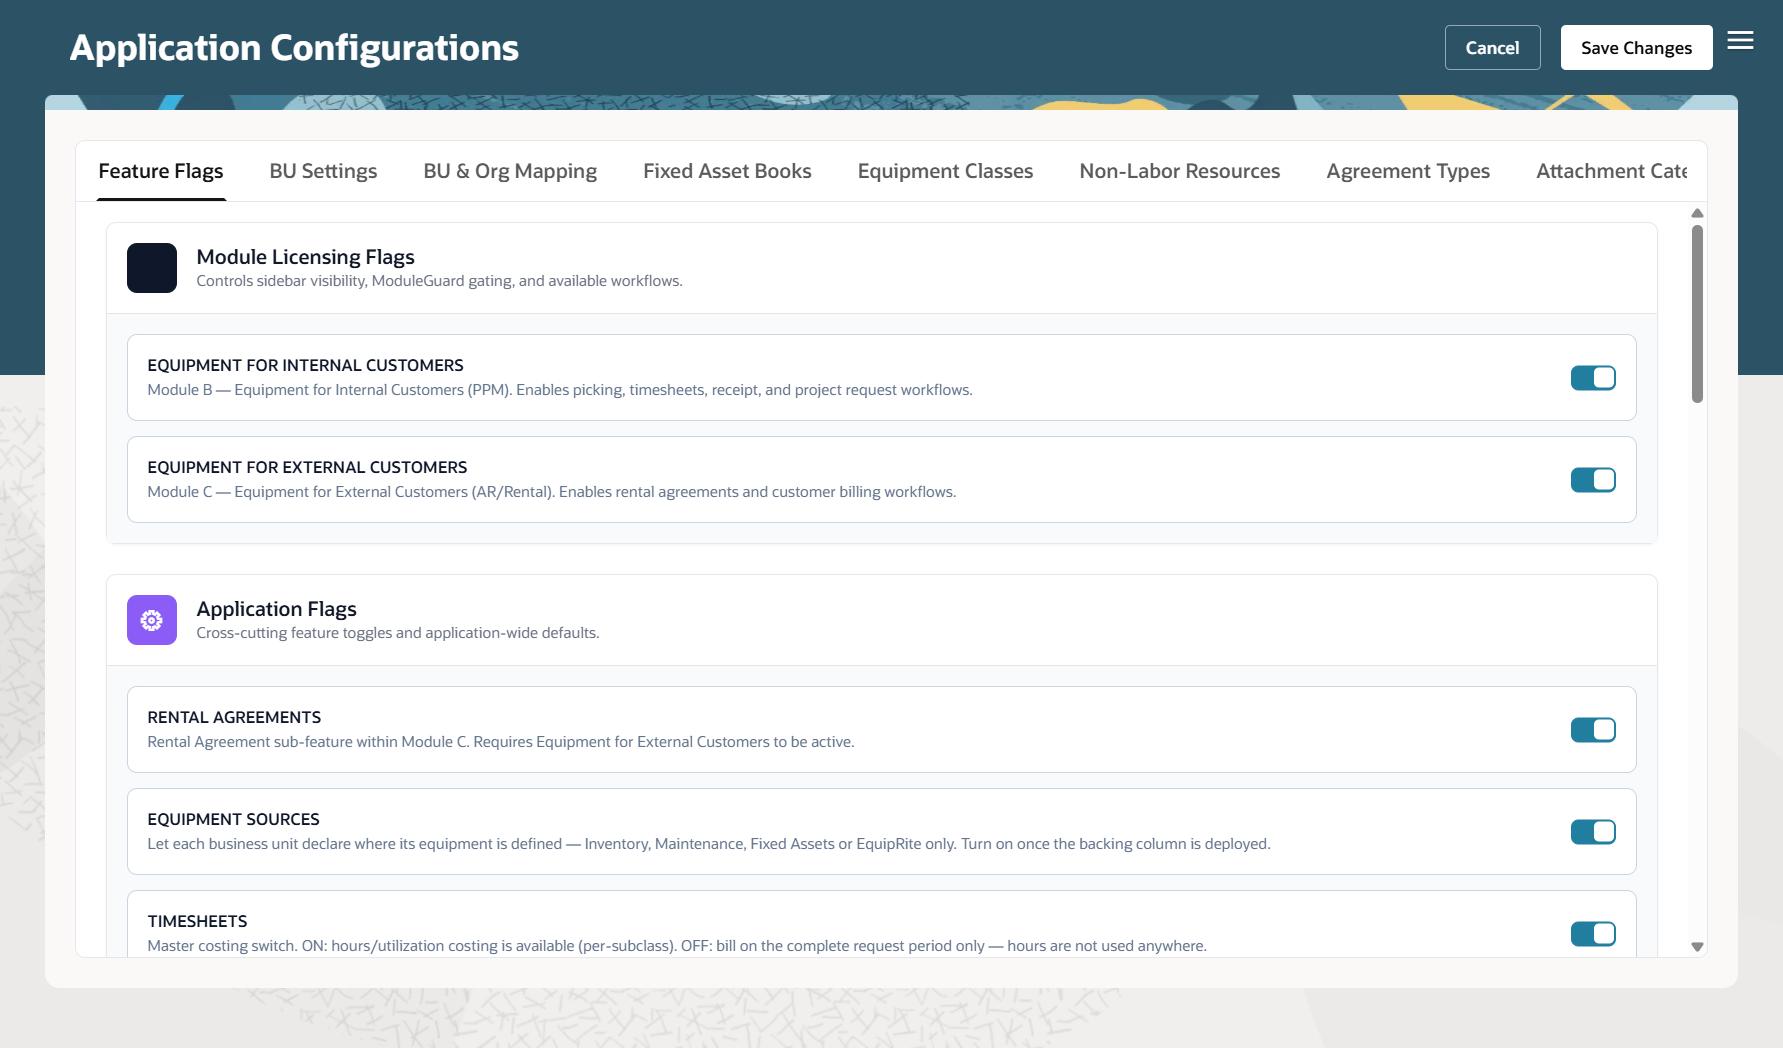 Application Configurations
Cancel
Save Changes
Feature Flags
BU Settings
BU & Org Mapping
Fixed Asset Books
Equipment Classes
Non-Labor Resources
Agreement Types
Attachment Cate
Module Licensing Flags
Controls sidebar visibility, ModuleGuard gating, and available workflows.
EQUIPMENT FOR INTERNAL CUSTOMERS
Module B — Equipment for Internal Customers (PPM). Enables picking, timesheets, receipt, and project request workflows.
EQUIPMENT FOR EXTERNAL CUSTOMERS
Module C — Equipment for External Customers (AR/Rental). Enables rental agreements and customer billing workflows.
Application Flags
Cross-cutting feature toggles and application-wide defaults.
RENTAL AGREEMENTS
Rental Agreement sub-feature within Module C. Requires Equipment for External Customers to be active.
EQUIPMENT SOURCES
Let each business unit declare where its equipment is defined — Inventory, Maintenance, Fixed Assets or EquipRite only. Turn on once the backing column is deployed.
TIMESHEETS
Master costing switch. ON: hours/utilization costing is available (per-subclass). OFF: bill on the complete request period only — hours are not used anywhere.